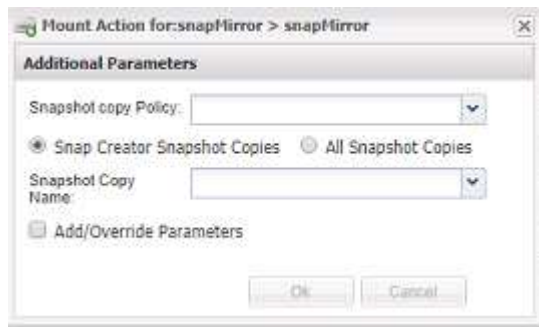 Mount Action for:snapMirror > snapMirror
Additional Parameters
Snapshot copy Policy:
Snap Creator Snapshot Copies All Snapshot Copies
Snapshot Copy
Name:
Add/Override Parameters
Ok Cancel